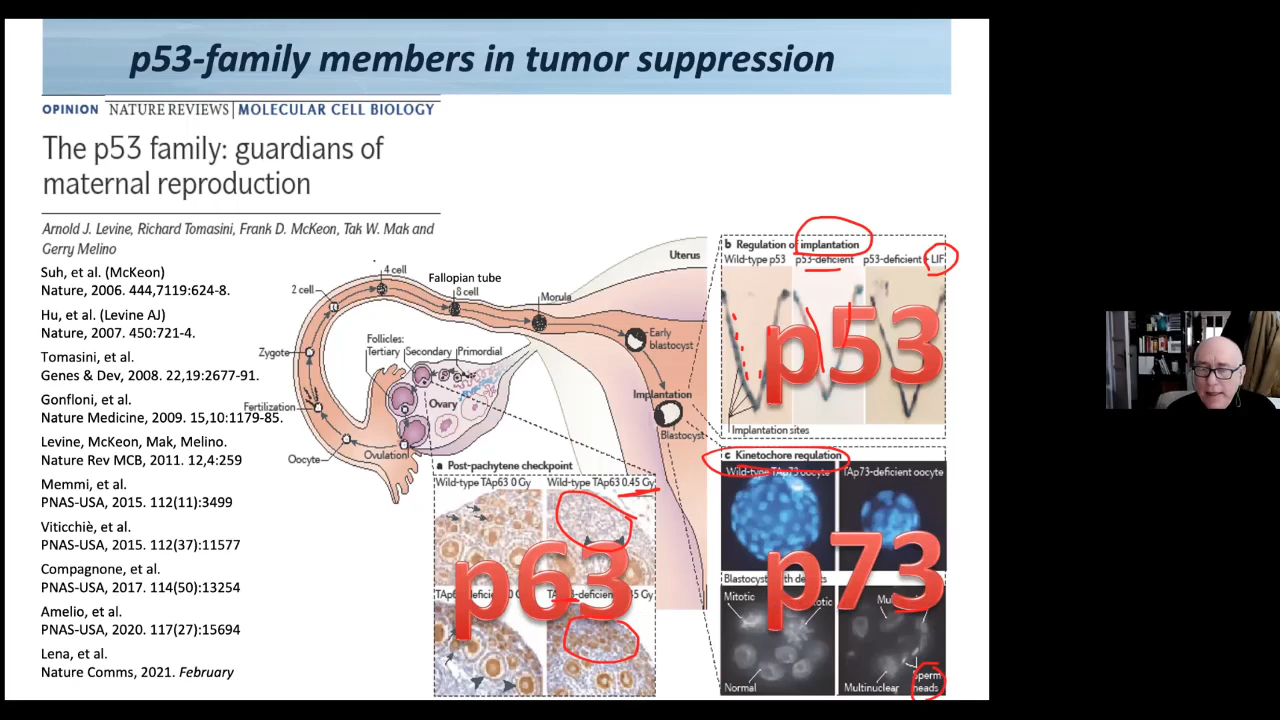 p53-family members in tumor suppression
OPINION NATURE REVIEWS | MOLECULAR CELL BIOLOGY
The p53 family: guardians of
maternal reproduction
Arnold J. Levine, Richard Tomasini, Frank D. McKeon, Tak W. Mak and
Gerry Melino
Suh, et al. (McKeon)
Nature, 2006. 444,7119:624-8.
Hu, et al. (Levine AJ)
Nature, 2007. 450:721-4.
Tomasini, et al.
Genes & Dev, 2008. 22,19:2677-91.
Gonfloni, et al.
Nature Medicine, 2009. 15,10:1179-85.
Levine, McKeon, Mak, Melino.
Nature Rev MCB, 2011. 12,4:259
Memmi, et al.
PNAS-USA, 2015. 112(11):3499
Viticchiè, et al.
PNAS-USA, 2015. 112(37):11577
Compagnone, et al.
PNAS-USA, 2017. 114(50):13254
Amelio, et al.
PNAS-USA, 2020. 117(27):15694
Lena, et al.
Nature Comms, 2021. February
2 cell
4 cell
Fallopian tube
8 cell
Morula
Uterus
Early
blastocyst
Implantation
Blastocyst
Zygote
Fertilization
Oocyte
Ovulation
Follicles:
Tertiary Secondary Primordial
Ovary
a Post-pachytene checkpoint
Wild-type TAp63 0 Gy
Wild-type TAp63 0.45 Gy
p63
b Regulation of implantation
Wild-type p53
p53-deficient
p53-deficient + LIF
p53
Implantation sites
c Kinetochore regulation
Wild-type TAp73 oocyte
TAp73-deficient oocyte
p73
Mitotic
Normal
Multinuclear
Sperm
heads